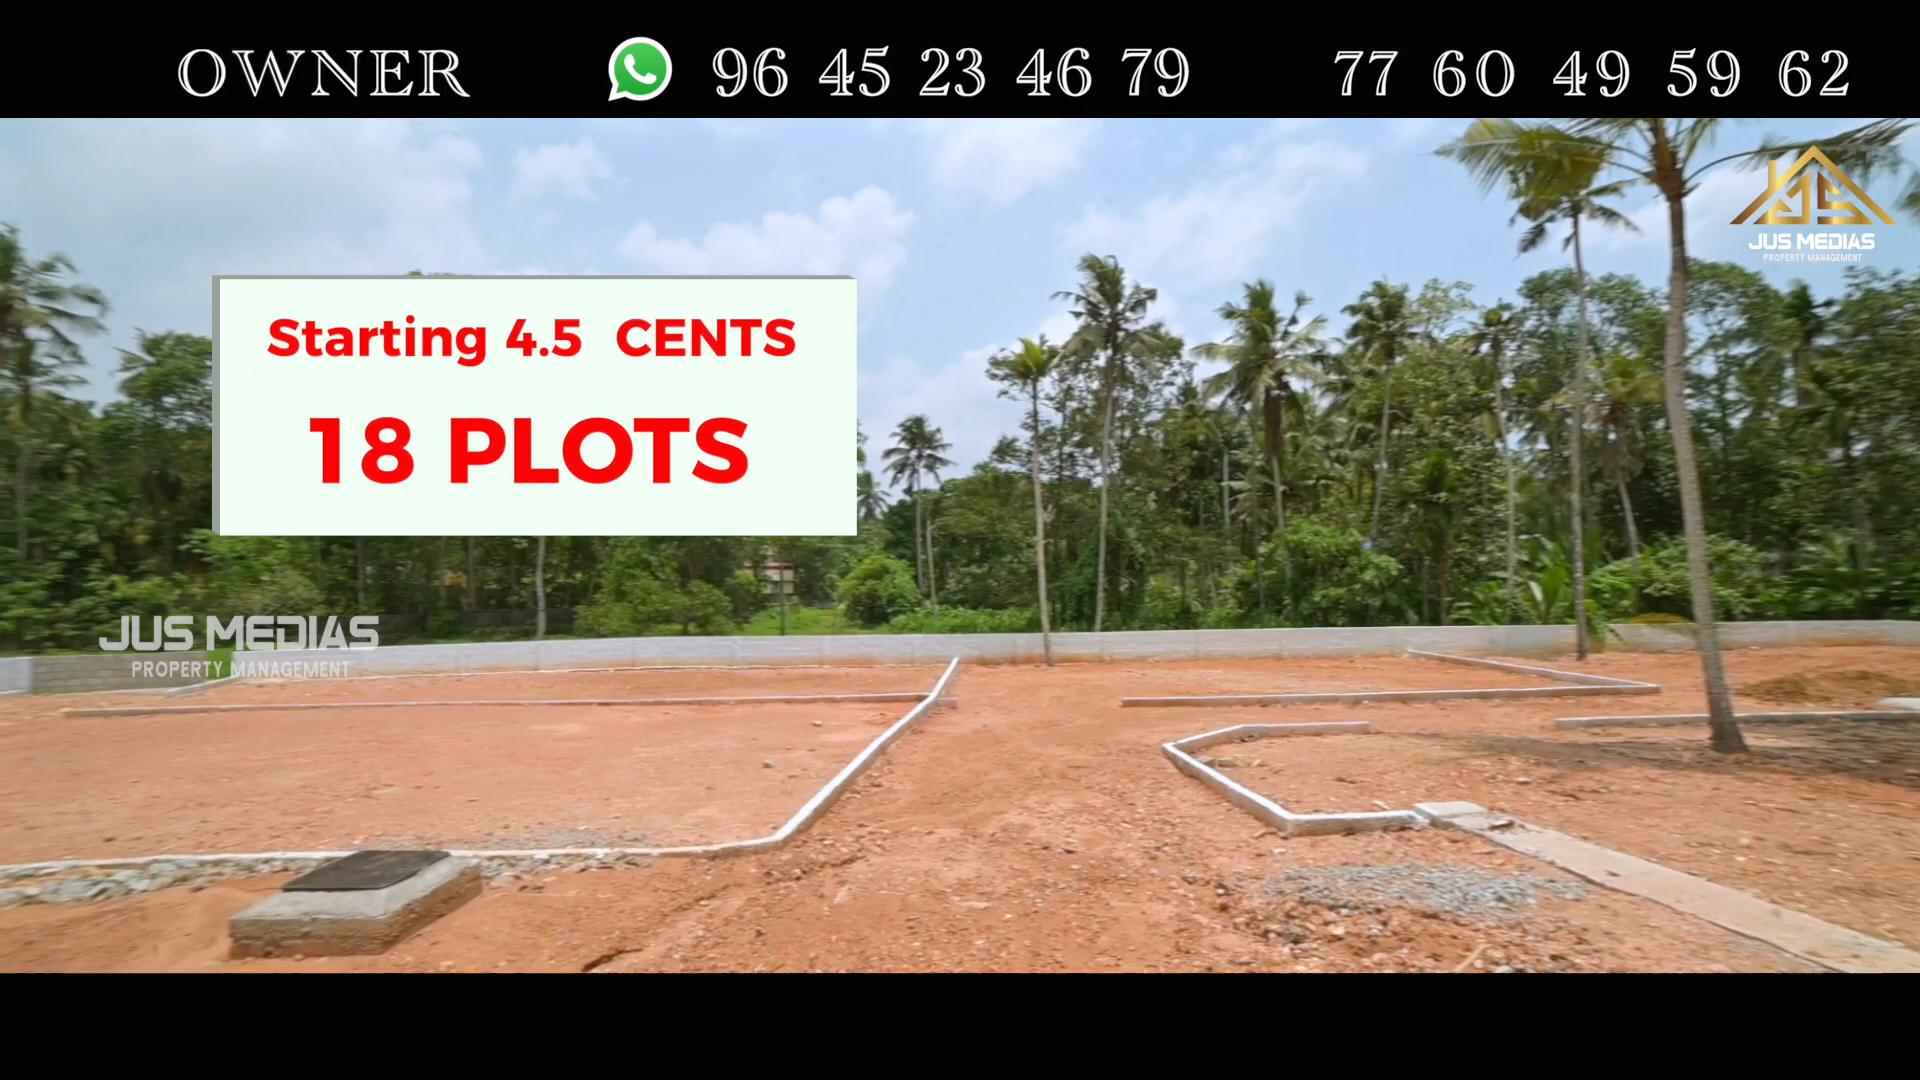 OWNER 96 45 23 46 79 77 60 49 59 62
JUS MEDIAS
PROPERTY MANAGEMENT
Starting 4.5 CENTS
18 PLOTS
JUS MEDIAS
PROPERTY MANAGEMENT